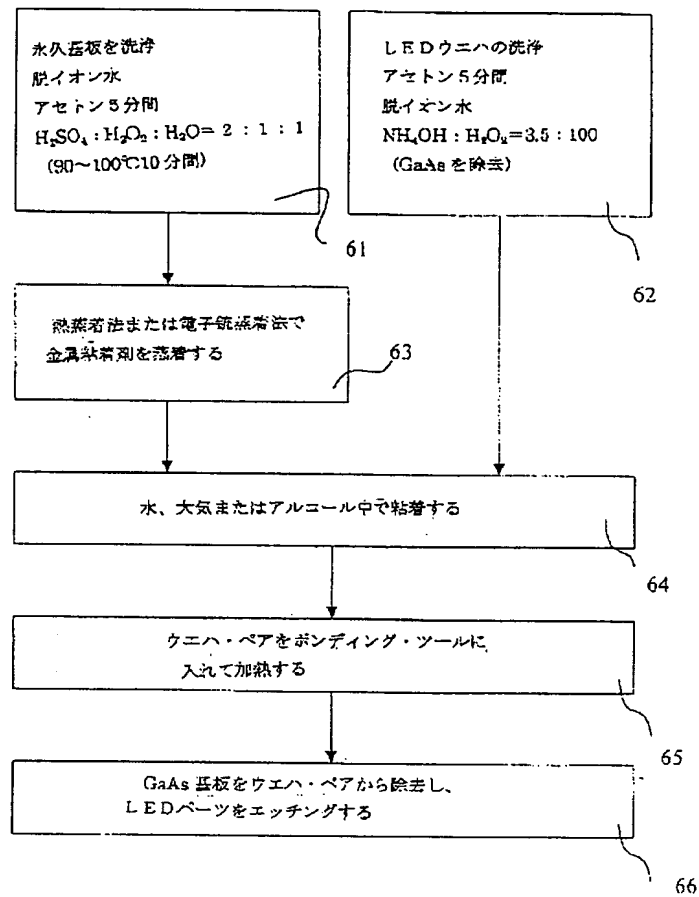 永久基板を洗浄
脱イオン水
アセトン5分間
H₂SO₄:H₂O₂:H₂O=2:1:1
(90～100℃10分間)
61
LEDウエハの洗浄
アセトン5分間
脱イオン水
NH₄OH:H₂O₂=3.5:100
(GaAsを除去)
62
熱蒸着法または電子銃蒸着法で
金属粘着剤を蒸着する
63
水、大気またはアルコール中で粘着する
64
ウエハ・ペアをボンディング・ツールに
入れて加熱する
65
GaAs基板をウエハ・ペアから除去し、
LEDパーツをエッチングする
66